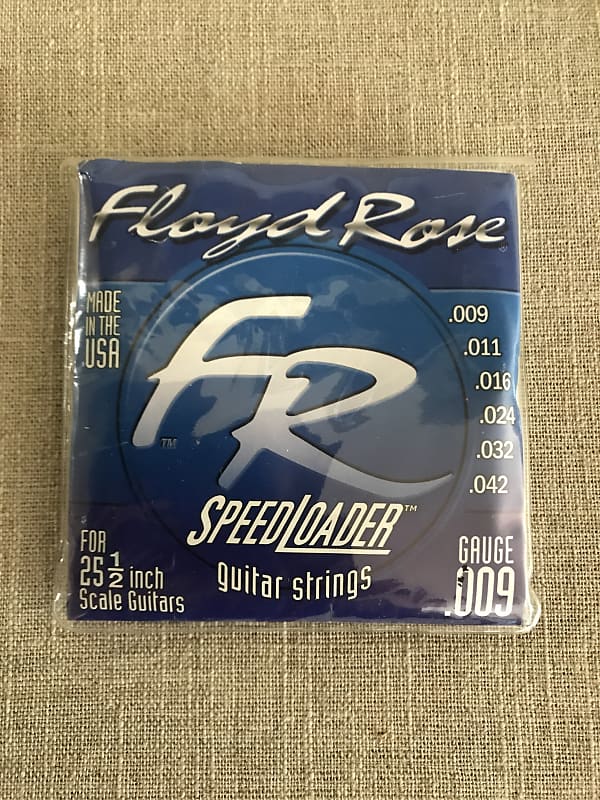 Floyd Rose
MADE
IN THE
USA
FR
™
.009
.011
.016
.024
.032
.042
SPEEDLOADER™
guitar strings
FOR
25 1/2 inch
Scale Guitars
GAUGE
.009